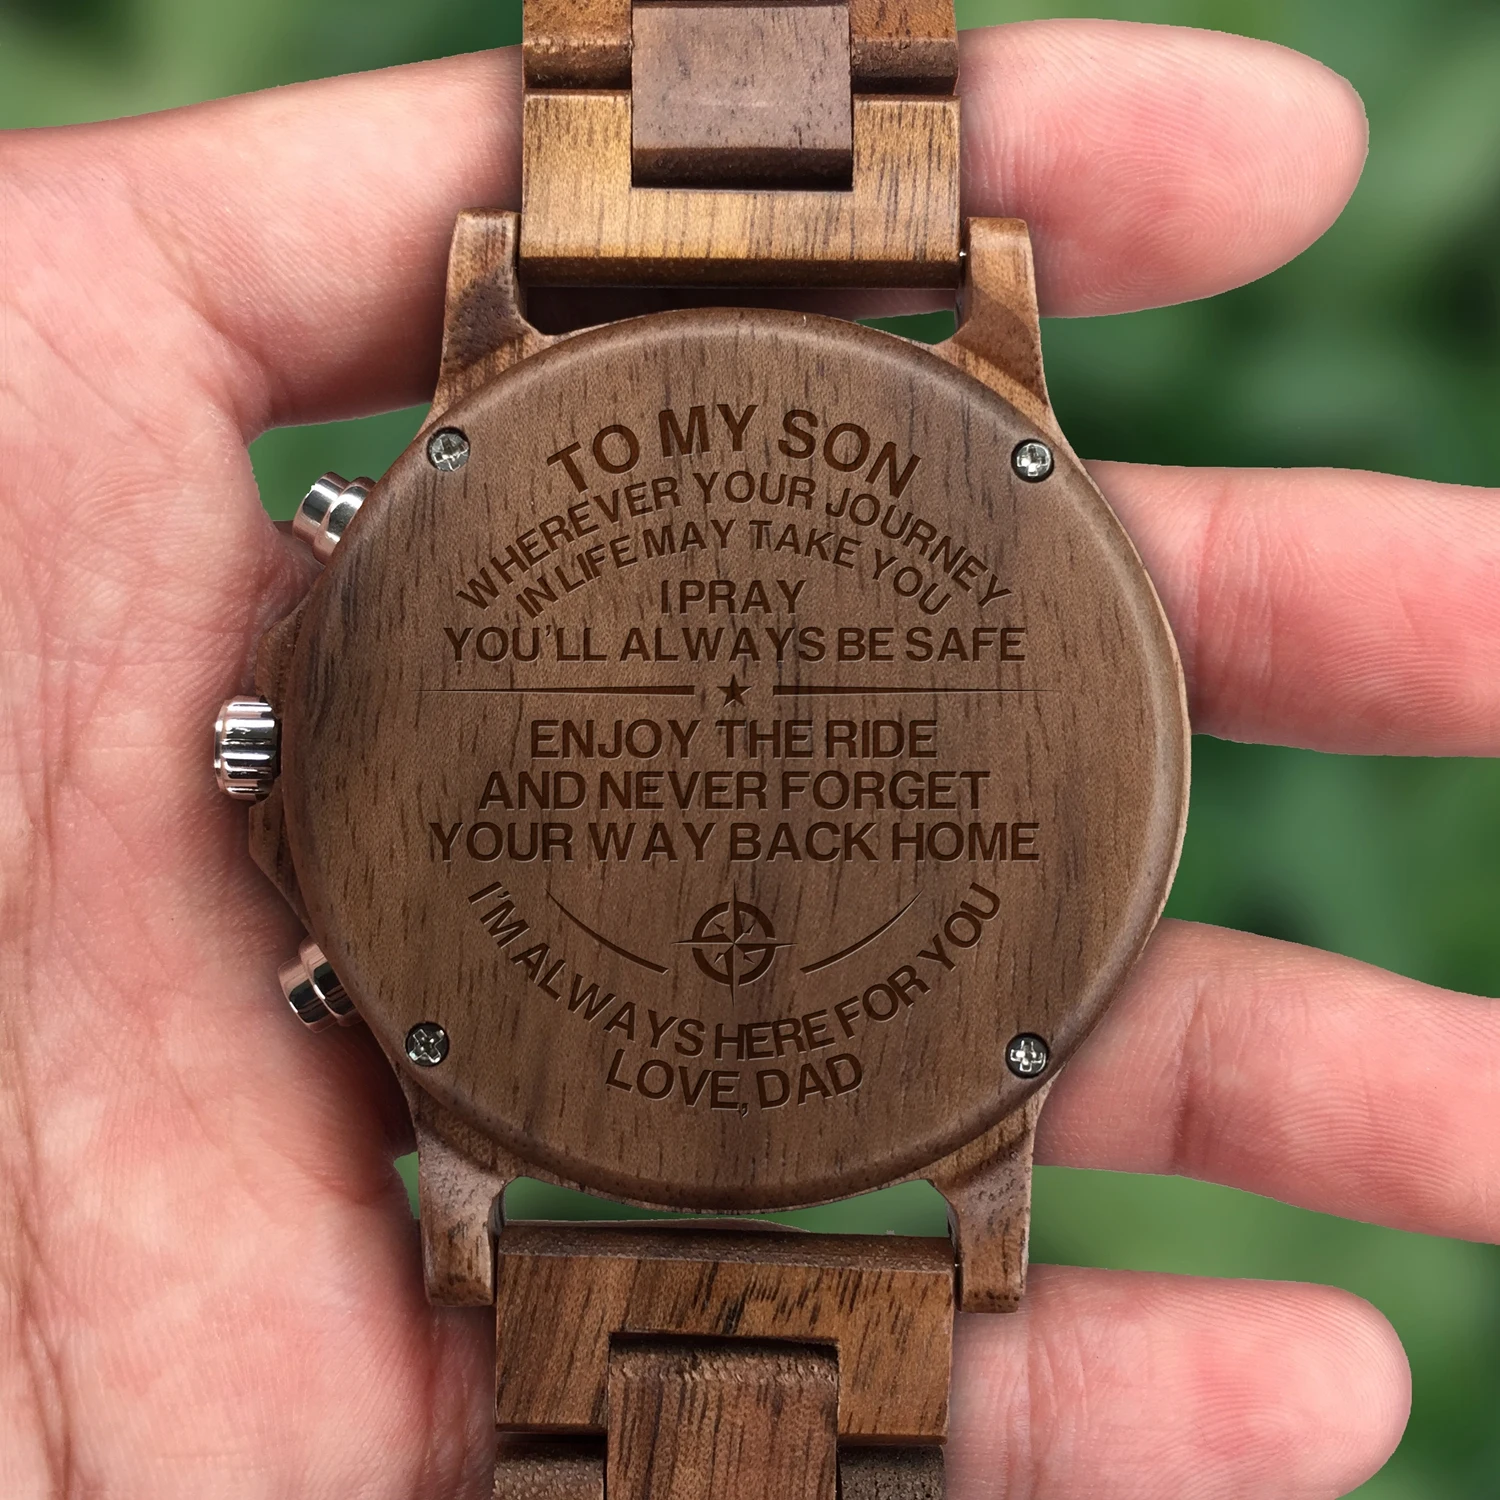 TO MY SON
WHEREVER YOUR JOURNEY
IN LIFE MAY TAKE YOU
I PRAY
YOU'LL ALWAYS BE SAFE
ENJOY THE RIDE
AND NEVER FORGET
YOUR WAY BACK HOME
I'M ALWAYS HERE FOR YOU
LOVE, DAD